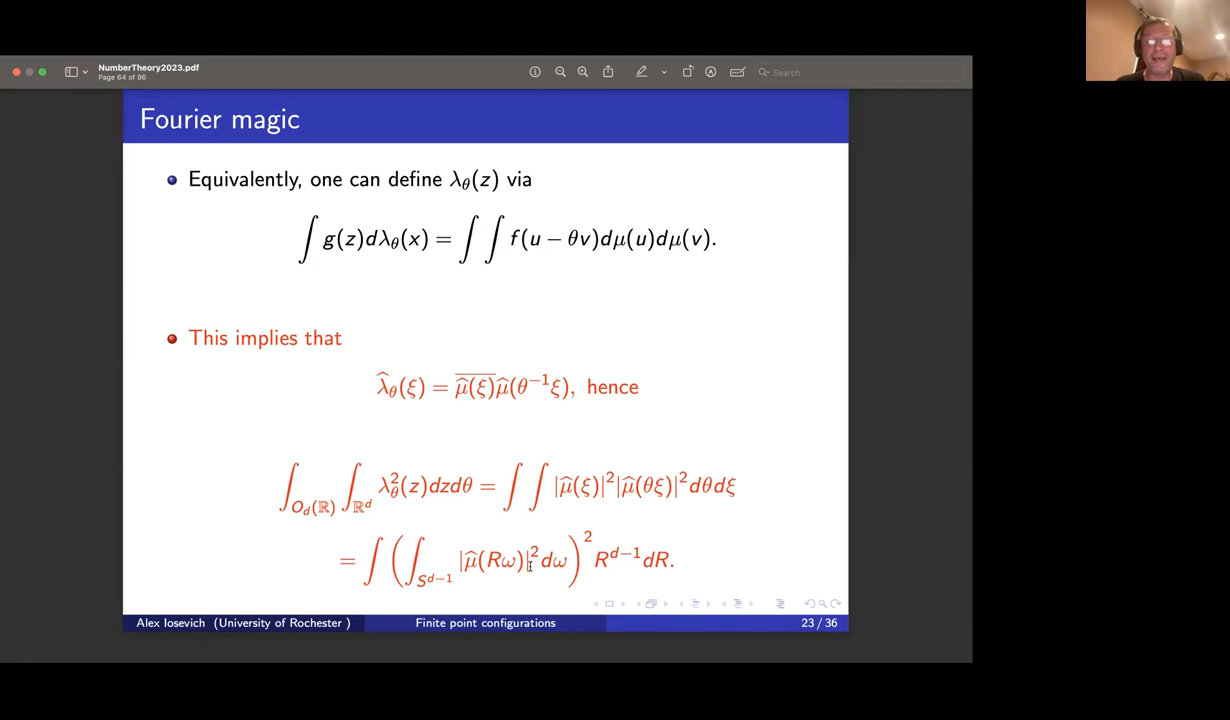 NumberTheory2023.pdf
Page 64 of 96
Search
Fourier magic
Equivalently, one can define λ_θ(z) via
∫ g(z)dλ_θ(x) = ∫ ∫ f(u − θv)dμ(u)dμ(v).
This implies that
\widehat{λ}_θ(ξ) = \overline{\widehat{μ}(ξ)}\widehat{μ}(θ^{−1}ξ), hence
∫_{O_d(ℝ)} ∫_{ℝ^d} λ_θ^2(z)dzdθ = ∫ ∫ |\widehat{μ}(ξ)|^2|\widehat{μ}(θξ)|^2dθdξ
= ∫ (∫_{S^{d−1}} |\widehat{μ}(Rω)|^2dω)^2 R^{d−1}dR.
Alex Iosevich (University of Rochester ) Finite point configurations 23 / 36